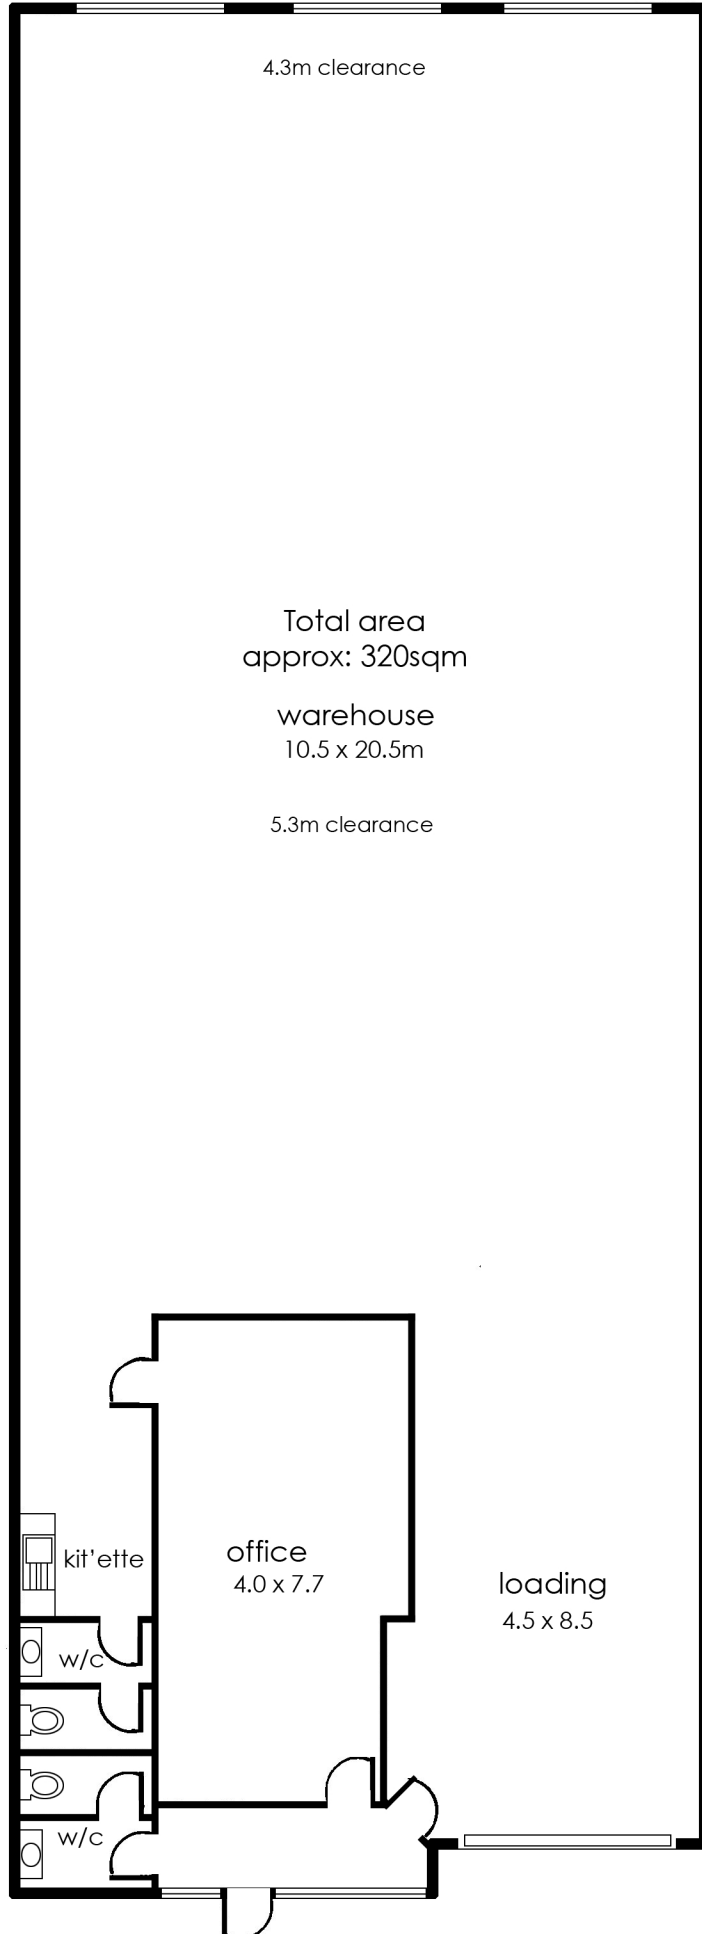 4.3m clearance
Total area
approx: 320sqm
warehouse
10.5 x 20.5m
5.3m clearance
kit'ette
office
4.0 x 7.7
loading
4.5 x 8.5
w/c
w/c